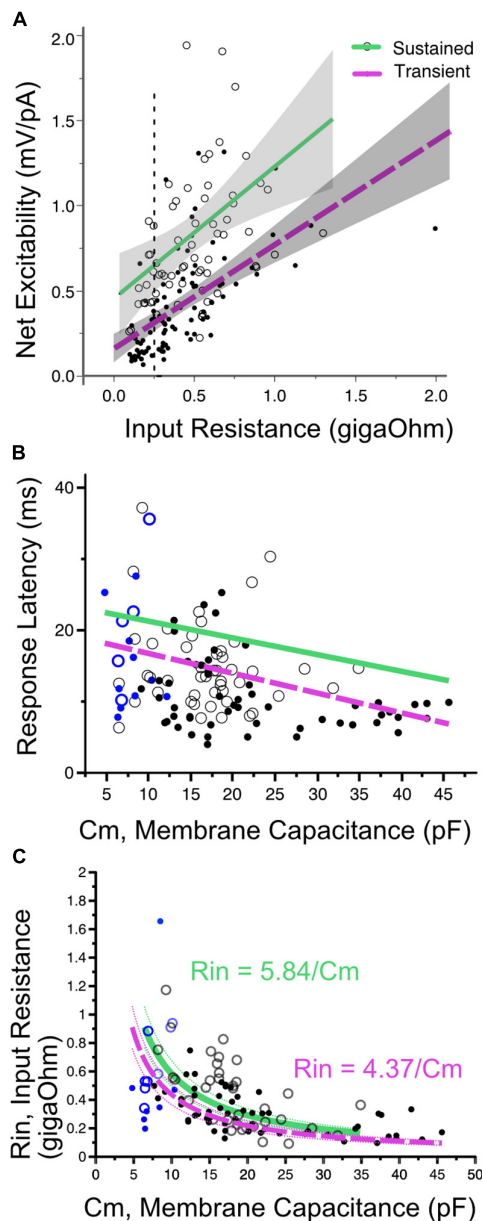 A
Net Excitability (mV/pA)
2.0
1.5
1.0
0.5
0.0
Sustained
Transient
0.0 0.5 1.0 1.5 2.0
Input Resistance (gigaOhm)
B
Response Latency (ms)
40
20
0
5 10 15 20 25 30 35 40 45
Cm, Membrane Capacitance (pF)
C
Rin, Input Resistance
(gigaOhm)
2
1.8
1.6
1.4
1.2
1
0.8
0.6
0.4
0.2
0
Rin = 5.84/Cm
Rin = 4.37/Cm
0 5 10 15 20 25 30 35 40 45 50
Cm, Membrane Capacitance (pF)